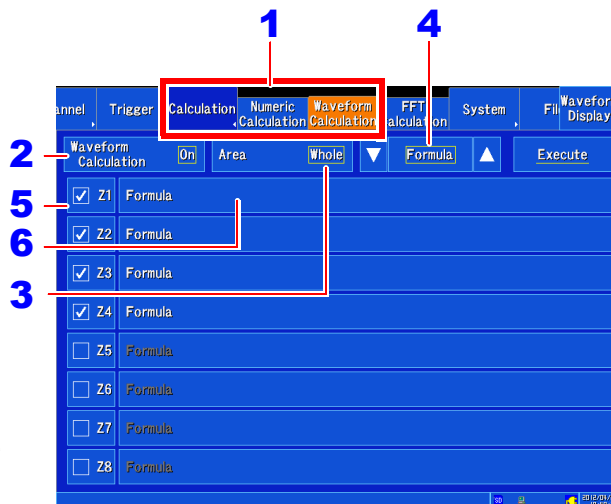 1
4
annel
Trigger
Calculation
Numeric
Calculation
Waveform
Calculation
FFT
alculation
System
Fil
Wavefor
Display
2
Waveform
Calculation
On
Area
Whole
Formula
Execute
5
Z1 Formula
6
Z2 Formula
3
Z3 Formula
Z4 Formula
Z5 Formula
Z6 Formula
Z7 Formula
Z8 Formula
SD